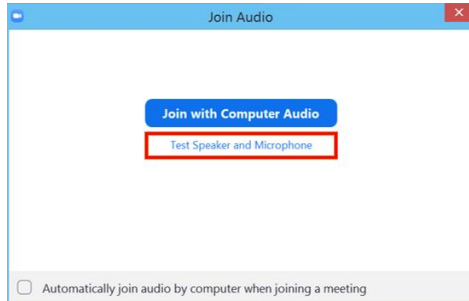 Join Audio
Join with Computer Audio
Test Speaker and Microphone
Automatically join audio by computer when joining a meeting